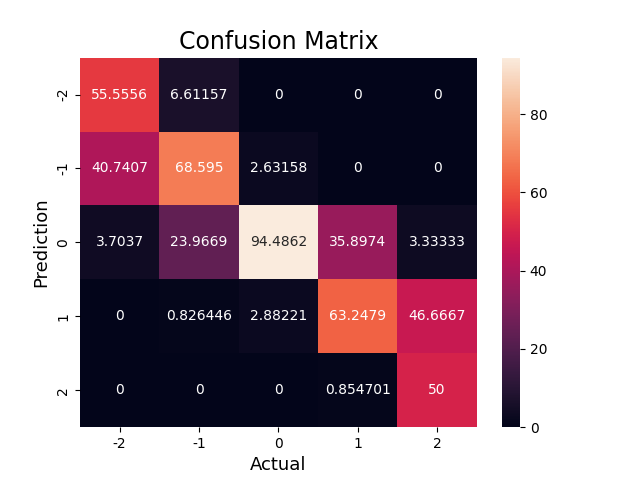 Confusion Matrix
Prediction
-2 55.5556 6.61157 0 0 0
-1 40.7407 68.595 2.63158 0 0
0 3.7037 23.9669 94.4862 35.8974 3.33333
1 0 0.826446 2.88221 63.2479 46.6667
2 0 0 0 0.854701 50
-2 -1 0 1 2
Actual
80
60
40
20
0